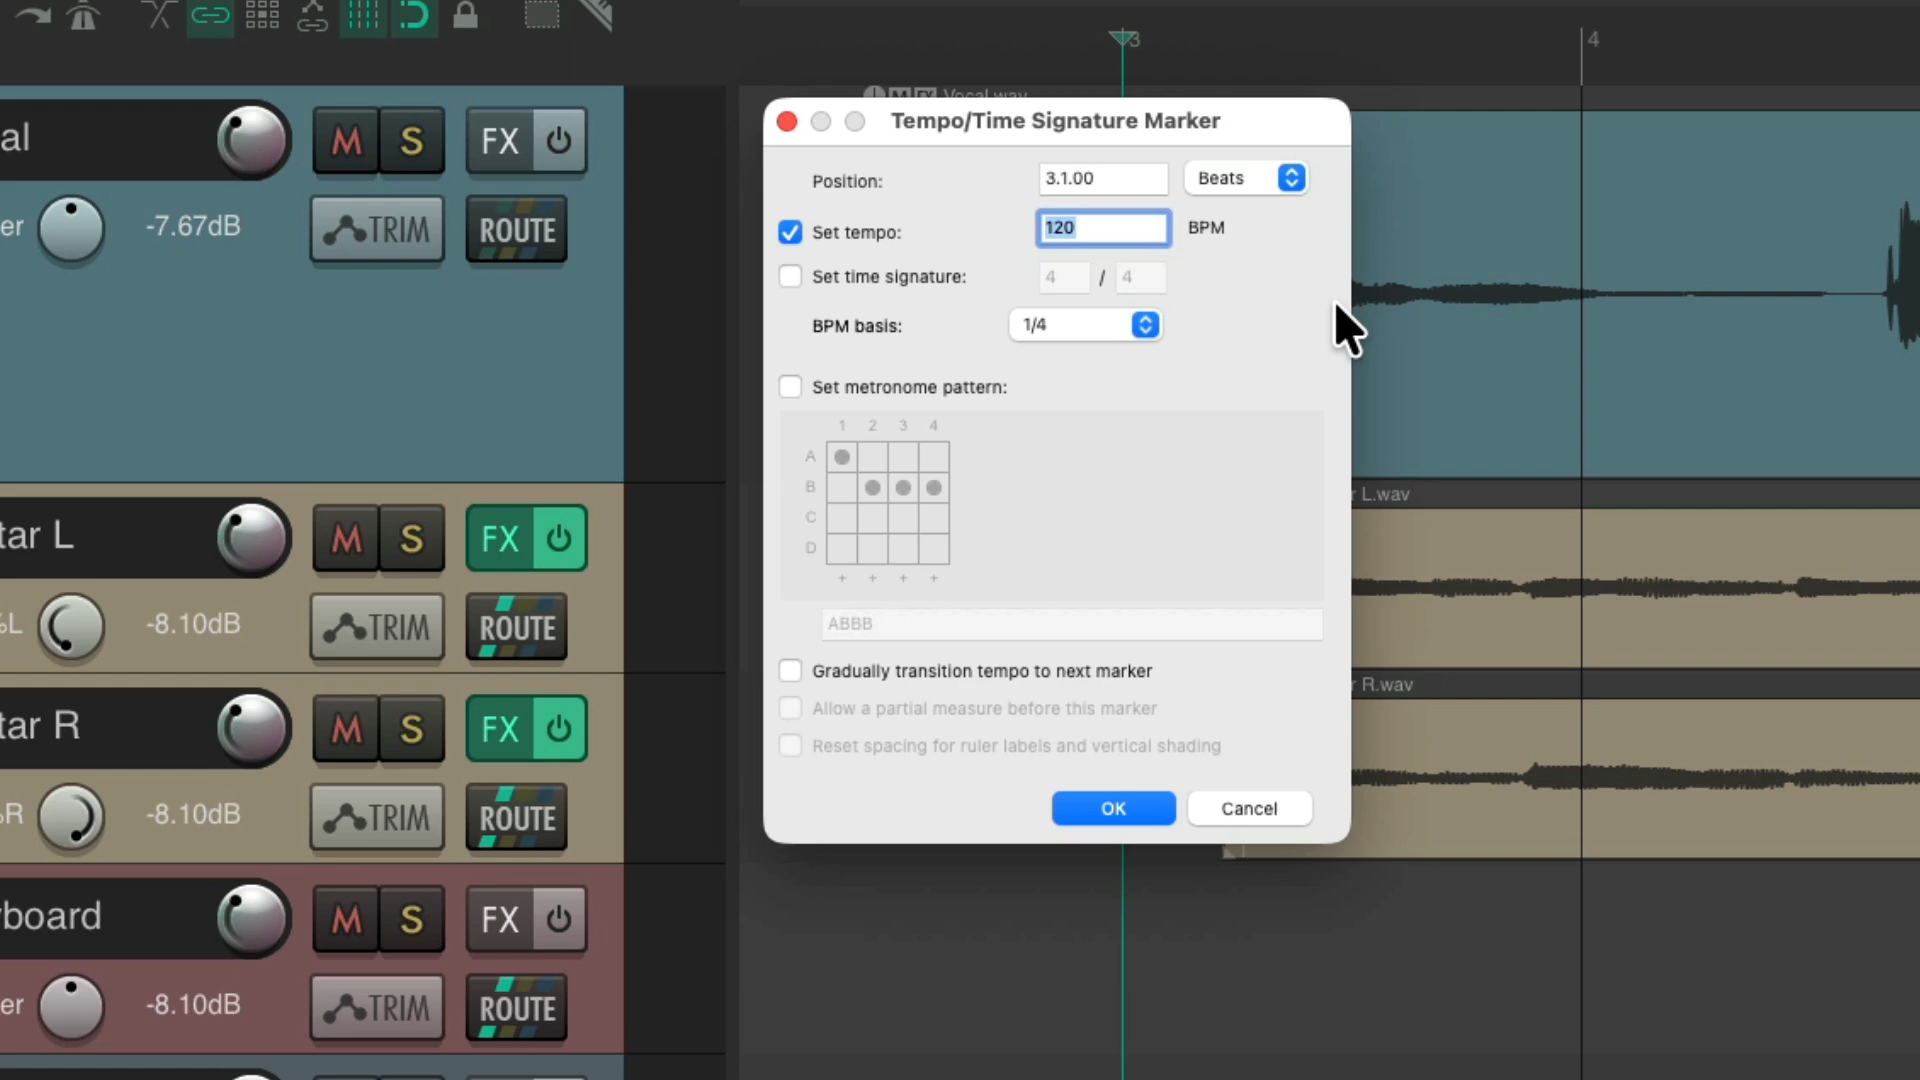 3
4
Vocal.wav
Tempo/Time Signature Marker
al
M S FX
Position: 3.1.00 Beats
er -7.67dB TRIM ROUTE
Set tempo: 120 BPM
Set time signature: 4 / 4
BPM basis: 1/4
Set metronome pattern:
1 2 3 4
A
B
C
D
+ + + +
ABBB
Gradually transition tempo to next marker
Allow a partial measure before this marker
Reset spacing for ruler labels and vertical shading
OK Cancel
r L.wav
tar L M S FX
%L -8.10dB TRIM ROUTE
r R.wav
tar R M S FX
%R -8.10dB TRIM ROUTE
yboard M S FX
er -8.10dB TRIM ROUTE